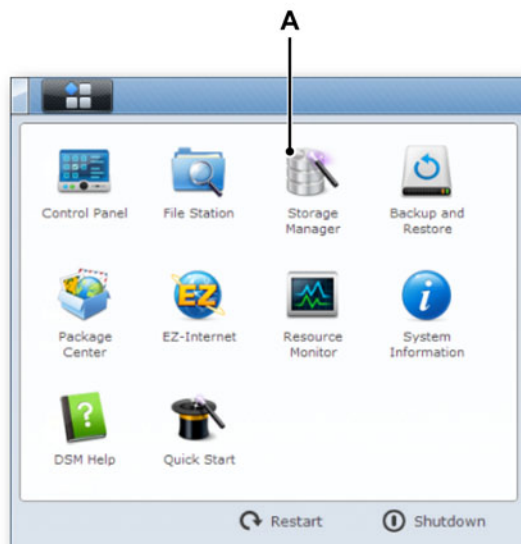 A
Control Panel
File Station
Storage
Manager
Backup and
Restore
Package
Center
EZ-Internet
Resource
Monitor
System
Information
DSM Help
Quick Start
Restart
Shutdown
EZ
i
?